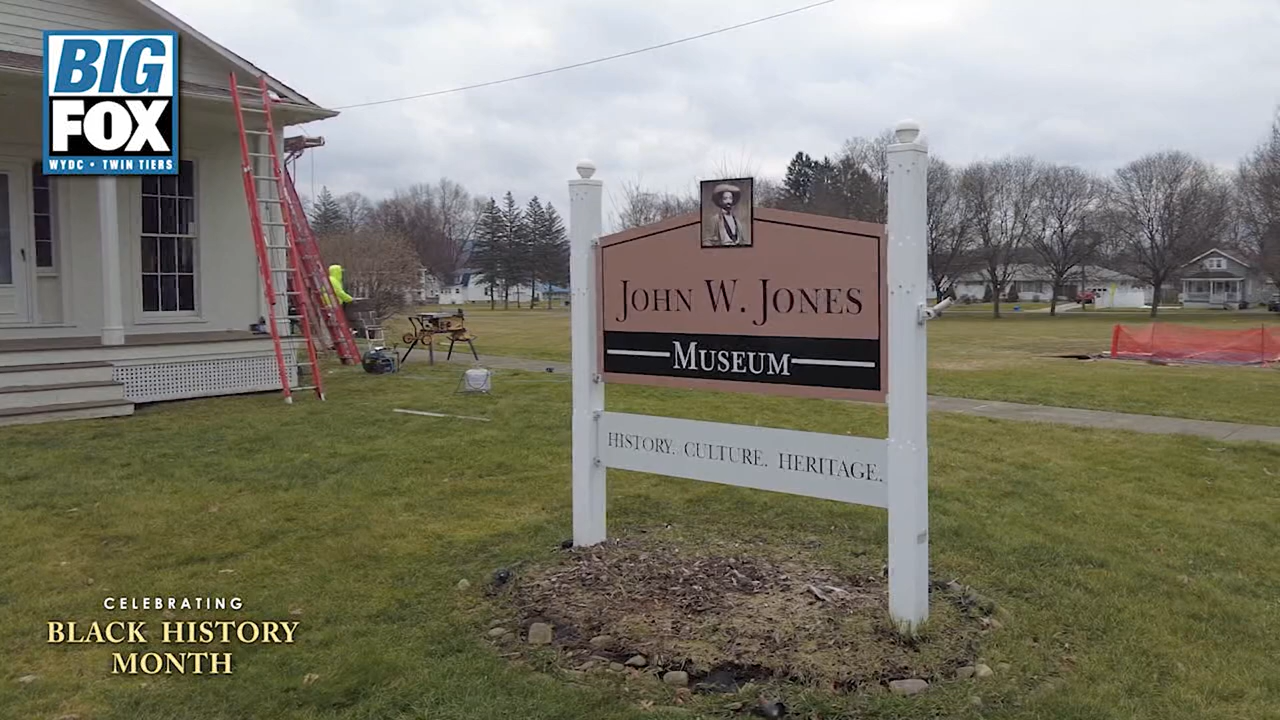 BIG
FOX
WYDC • TWIN TIERS
JOHN W. JONES
MUSEUM
HISTORY. CULTURE. HERITAGE.
CELEBRATING
BLACK HISTORY
MONTH